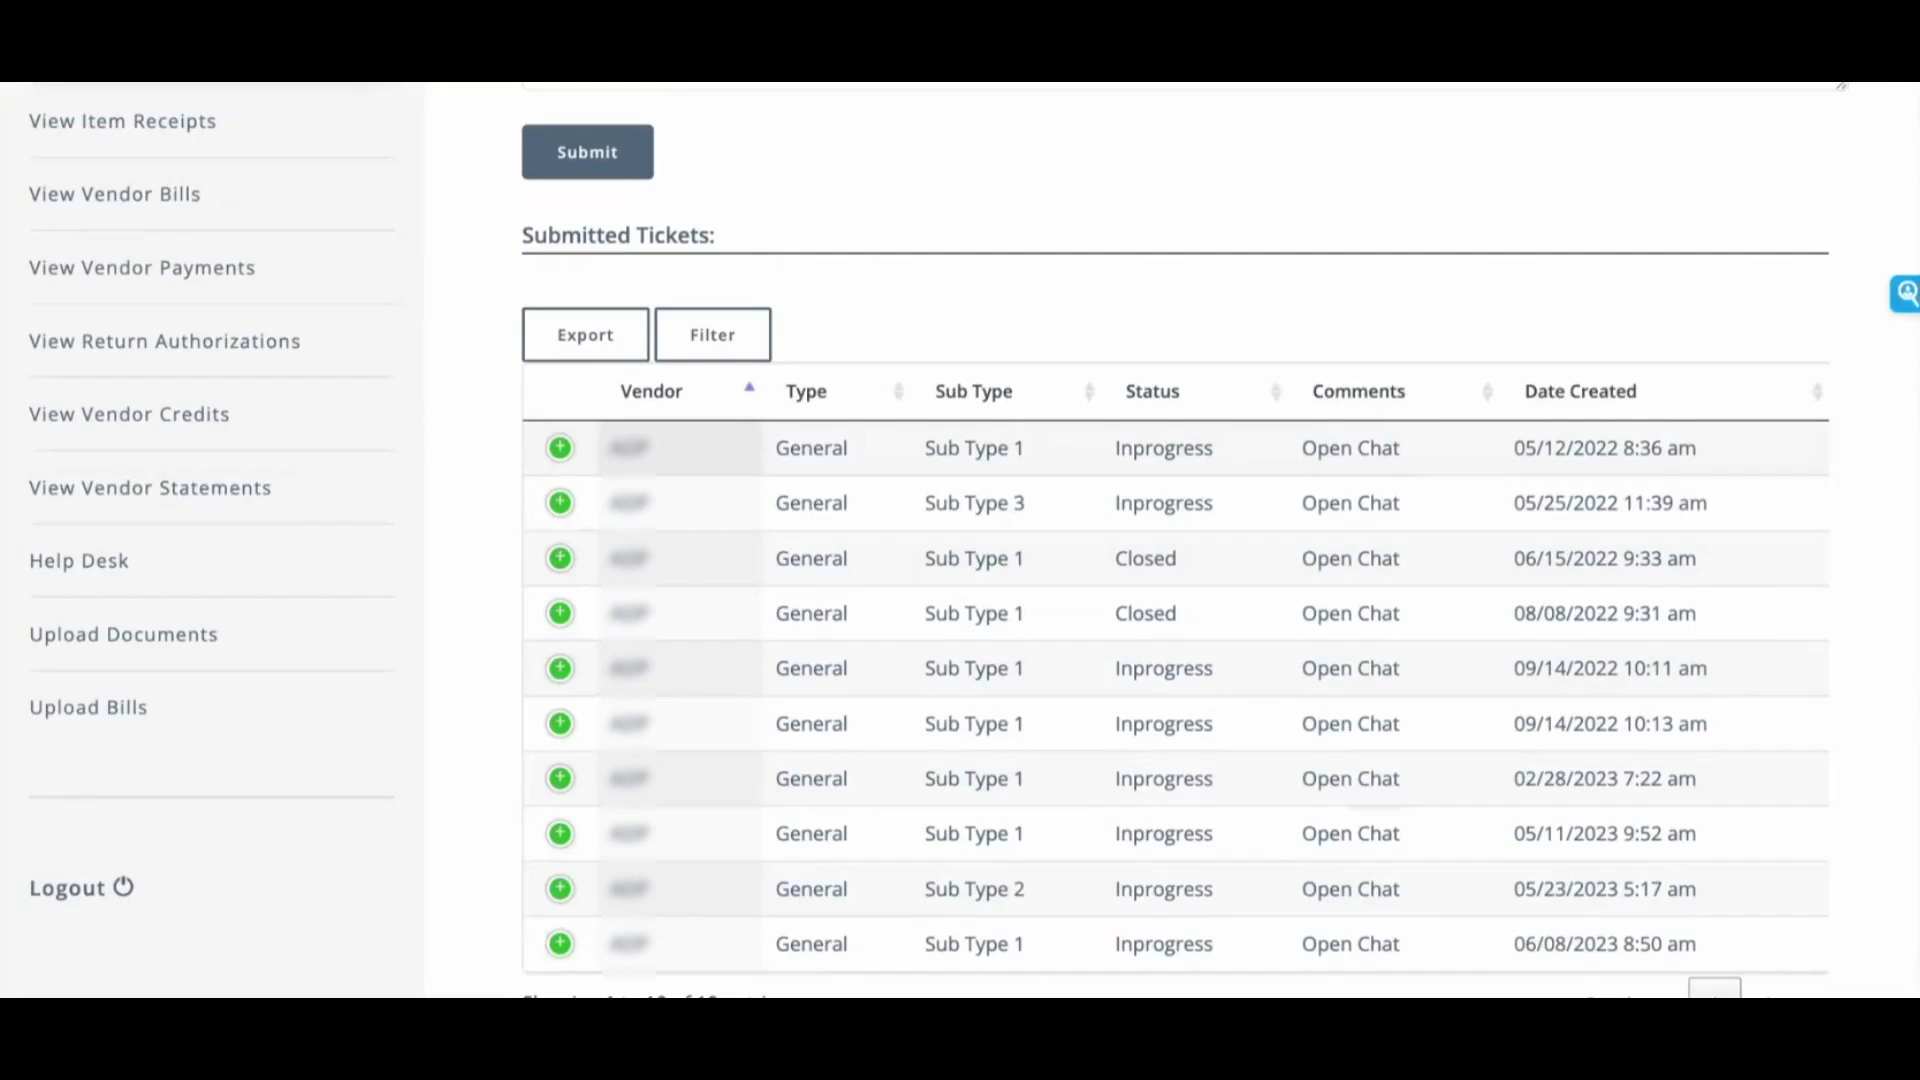 View Item Receipts
View Vendor Bills
View Vendor Payments
View Return Authorizations
View Vendor Credits
View Vendor Statements
Help Desk
Upload Documents
Upload Bills
Logout
Submit
Submitted Tickets:
Export Filter
Vendor Type Sub Type Status Comments Date Created
General Sub Type 1 Inprogress Open Chat 05/12/2022 8:36 am
General Sub Type 3 Inprogress Open Chat 05/25/2022 11:39 am
General Sub Type 1 Closed Open Chat 06/15/2022 9:33 am
General Sub Type 1 Closed Open Chat 08/08/2022 9:31 am
General Sub Type 1 Inprogress Open Chat 09/14/2022 10:11 am
General Sub Type 1 Inprogress Open Chat 09/14/2022 10:13 am
General Sub Type 1 Inprogress Open Chat 02/28/2023 7:22 am
General Sub Type 1 Inprogress Open Chat 05/11/2023 9:52 am
General Sub Type 2 Inprogress Open Chat 05/23/2023 5:17 am
General Sub Type 1 Inprogress Open Chat 06/08/2023 8:50 am